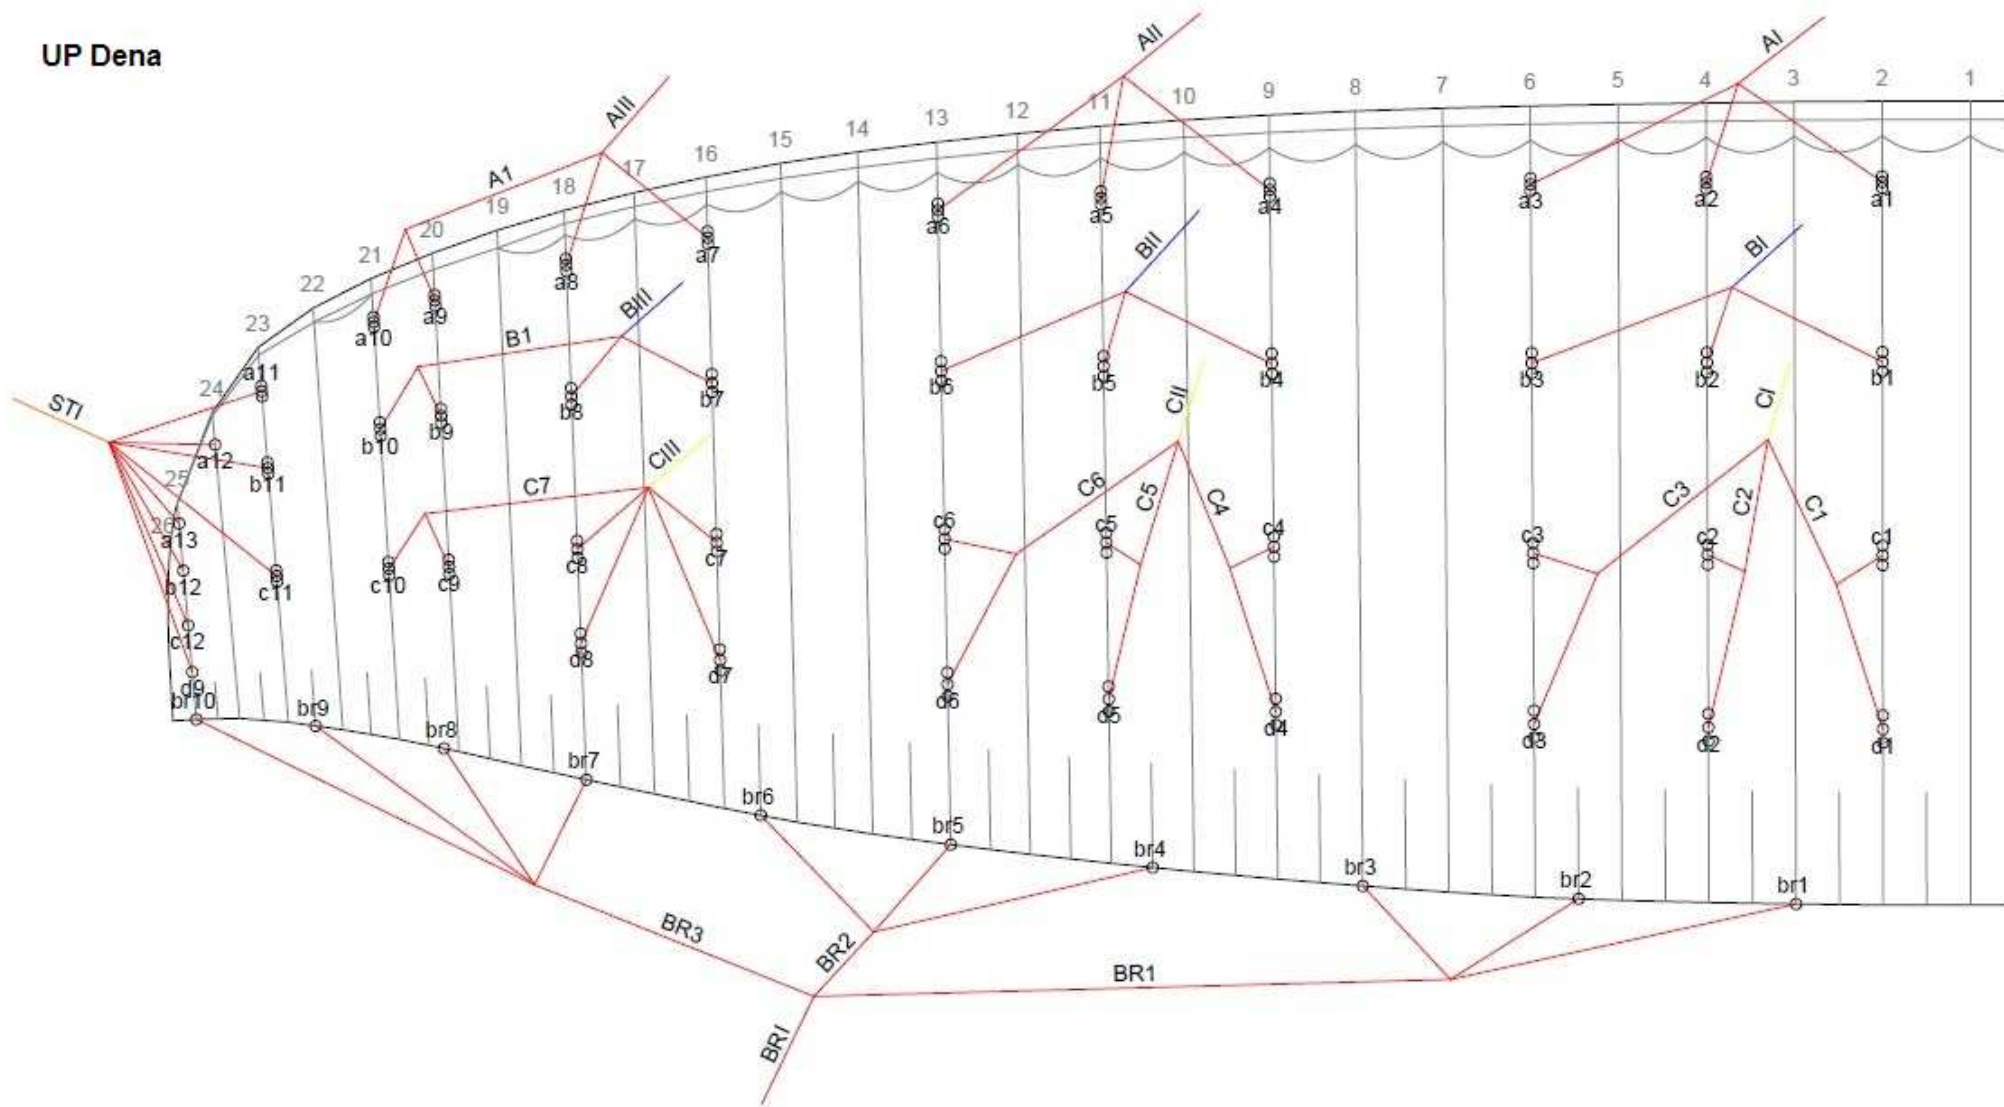 UP Dena
AIII
AII
AI
A1
1
2
3
4
5
6
7
8
9
10
11
12
13
14
15
16
17
18
19
20
21
22
23
24
25
26
a1
a2
a3
a4
a5
a6
a7
a8
a9
a10
a11
a12
a13
BIII
BII
BI
B1
b1
b2
b3
b4
b5
b6
b7
b8
b9
b10
b11
b12
STI
CIII
CII
CI
C7
C6
C5
C4
C3
C2
C1
c1
c2
c3
c4
c5
c6
c7
c8
c9
c10
c11
c12
d1
d2
d3
d4
d5
d6
d7
d8
d9
br10
br9
br8
br7
br6
br5
br4
br3
br2
br1
BR3
BR2
BR1
BRI